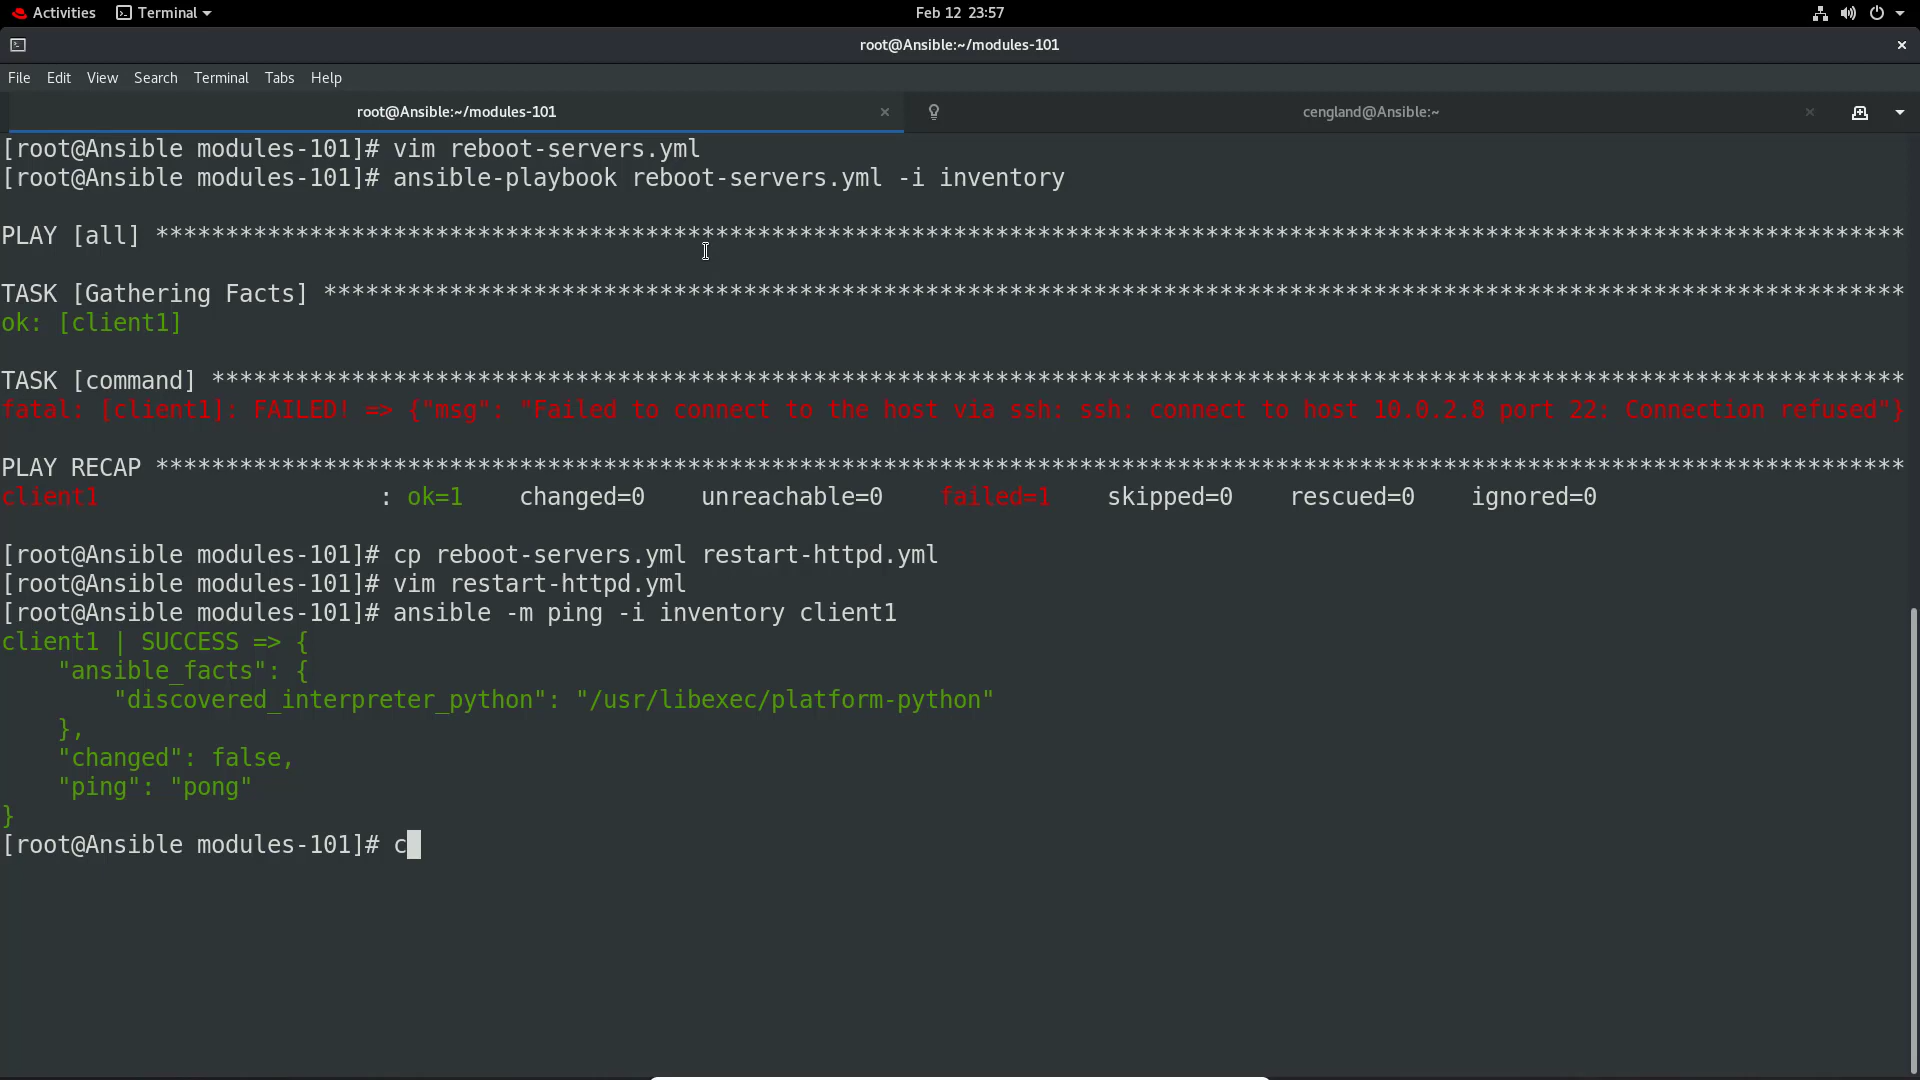 Activities Terminal Feb 12 23:57
root@Ansible:~/modules-101
File Edit View Search Terminal Tabs Help
root@Ansible:~/modules-101 cengland@Ansible:~
[root@Ansible modules-101]# vim reboot-servers.yml
[root@Ansible modules-101]# ansible-playbook reboot-servers.yml -i inventory
PLAY [all] *****************************************************************************************************************************
TASK [Gathering Facts] *****************************************************************************************************************
ok: [client1]
TASK [command] *************************************************************************************************************************
fatal: [client1]: FAILED! => {"msg": "Failed to connect to the host via ssh: ssh: connect to host 10.0.2.8 port 22: Connection refused"}
PLAY RECAP *****************************************************************************************************************************
client1 : ok=1 changed=0 unreachable=0 failed=1 skipped=0 rescued=0 ignored=0
[root@Ansible modules-101]# cp reboot-servers.yml restart-httpd.yml
[root@Ansible modules-101]# vim restart-httpd.yml
[root@Ansible modules-101]# ansible -m ping -i inventory client1
client1 | SUCCESS => {
    "ansible_facts": {
        "discovered_interpreter_python": "/usr/libexec/platform-python"
    },
    "changed": false,
    "ping": "pong"
}
[root@Ansible modules-101]# c